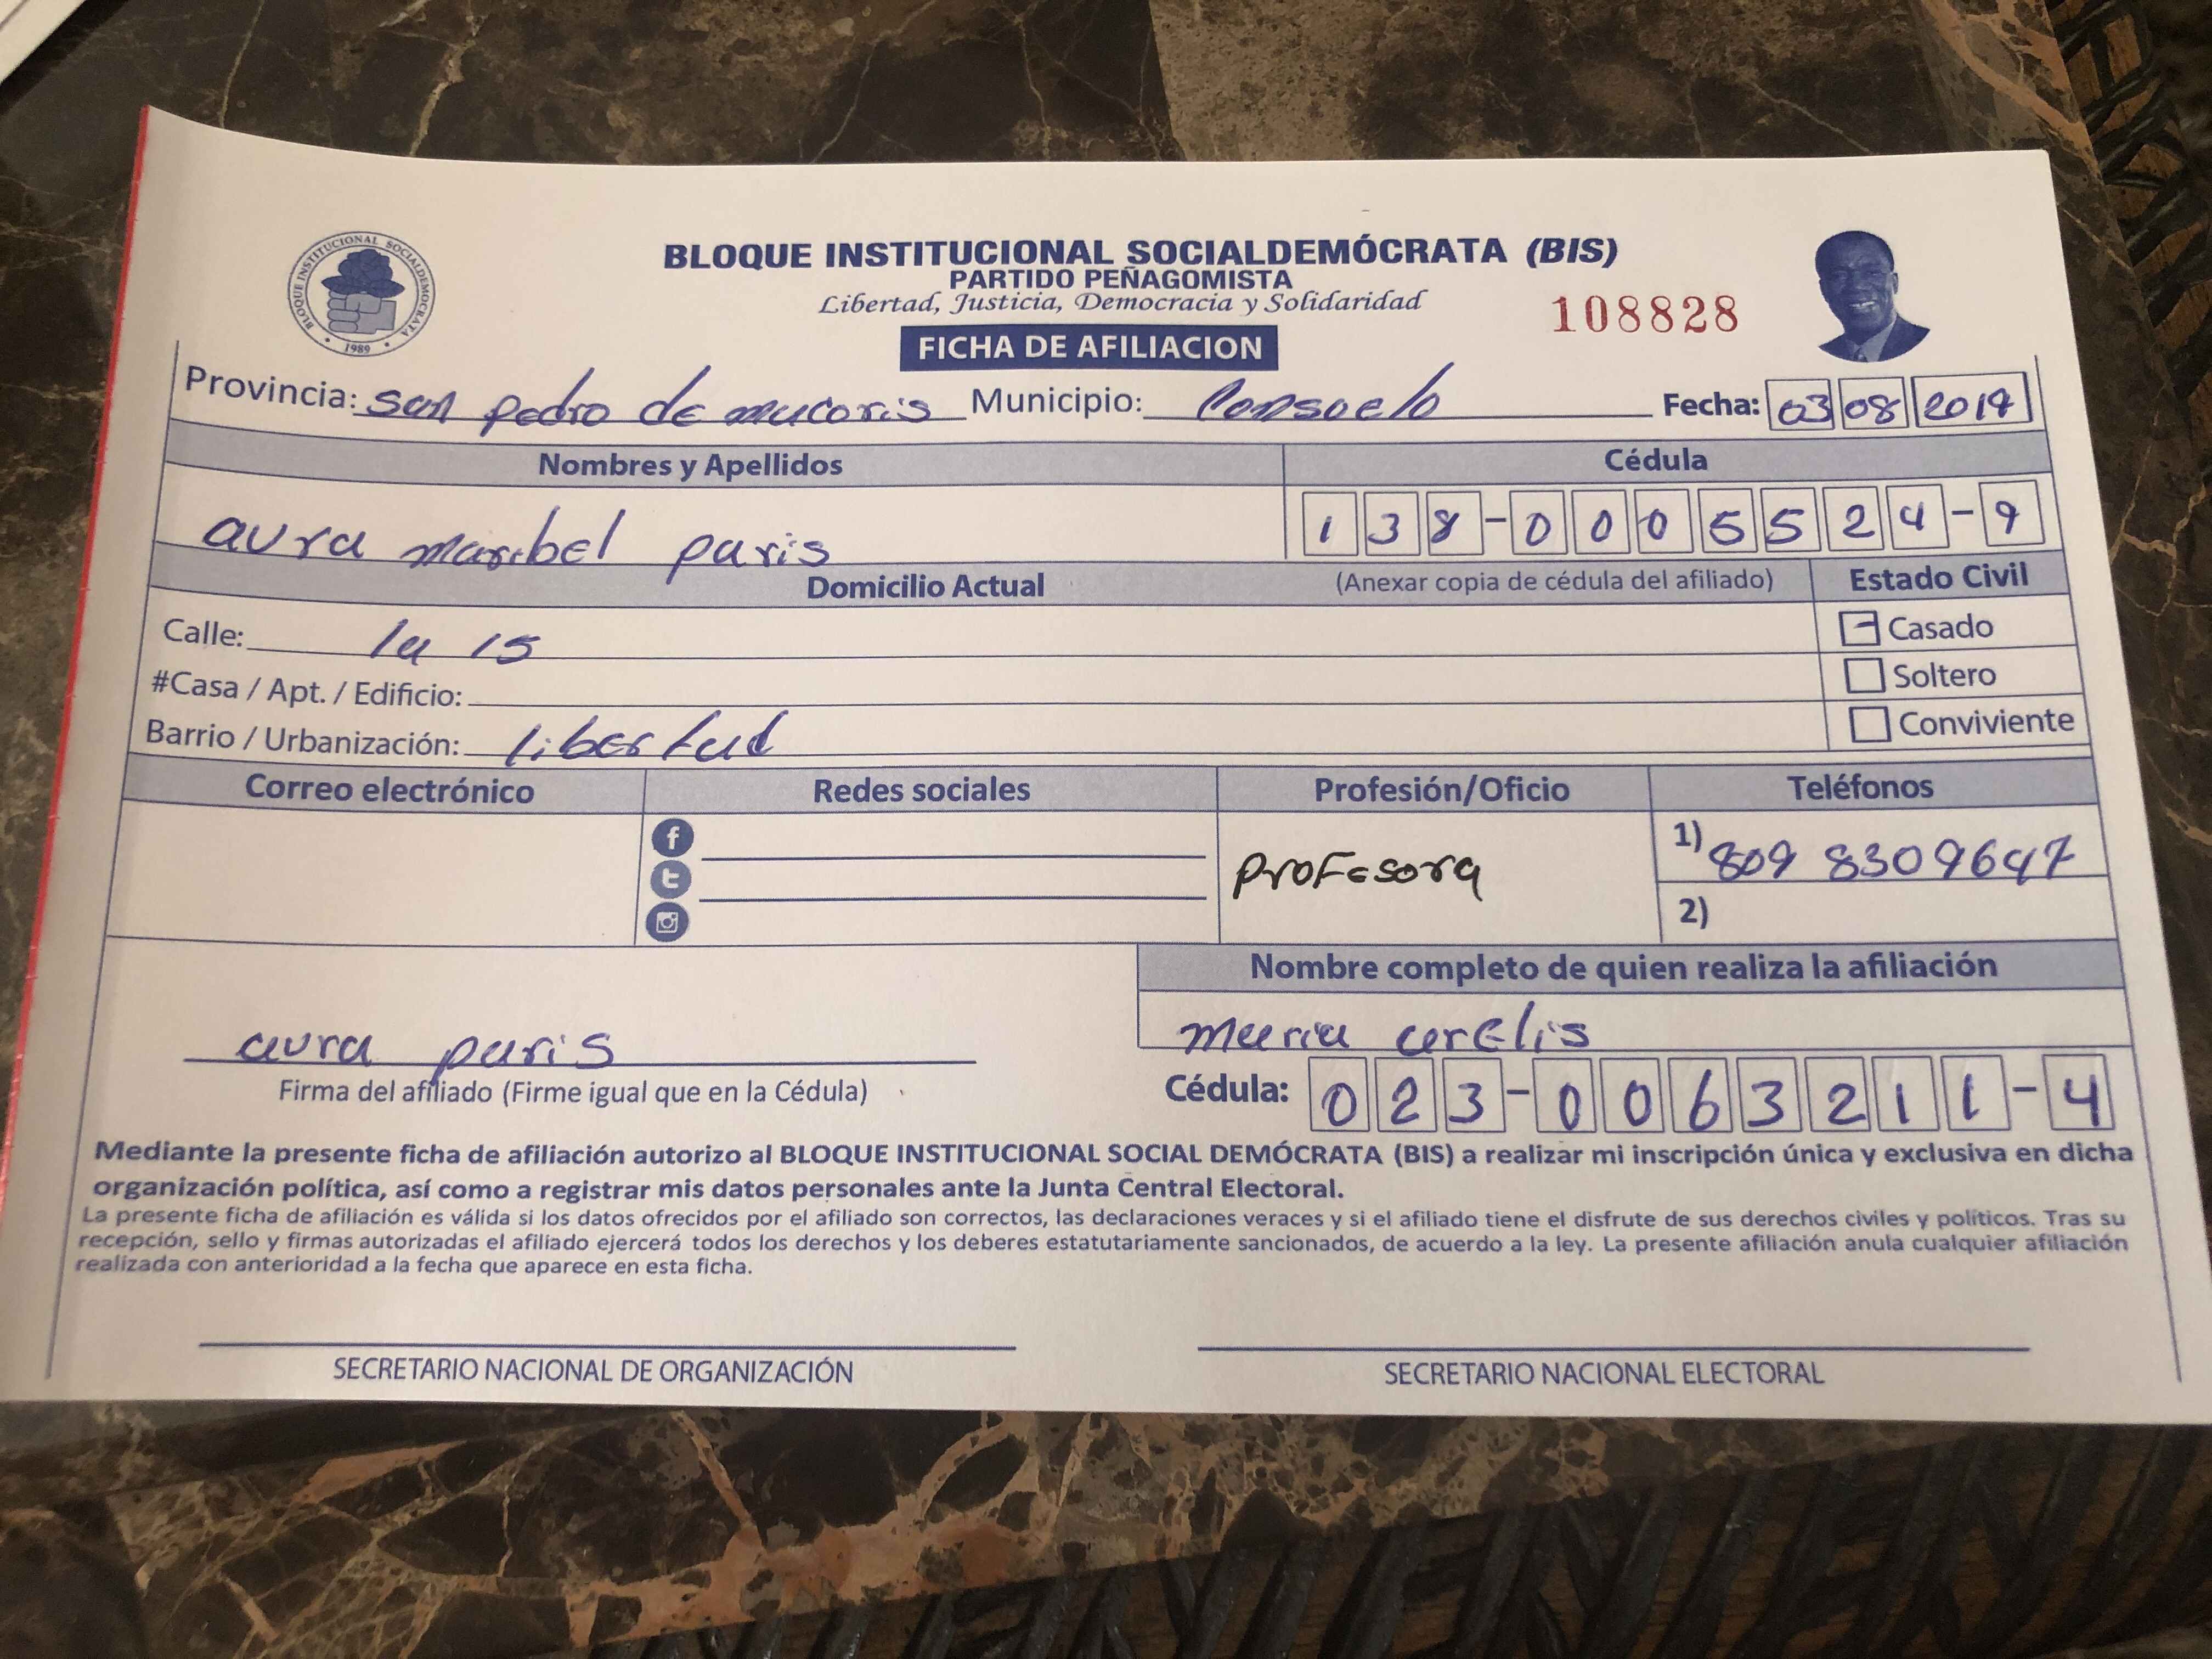 BLOQUE INSTITUCIONAL SOCIALDEMOCRATA
1989
BLOQUE INSTITUCIONAL SOCIALDEMÓCRATA (BIS)
PARTIDO PEÑAGOMISTA
Libertad, Justicia, Democracia y Solidaridad
108828
FICHA DE AFILIACION
Provincia: san pedro de macoris Municipio: Consuelo Fecha: 03 08 2019
Nombres y Apellidos Cédula
aura maribel paris 138-0005524-9
Domicilio Actual (Anexar copia de cédula del afiliado) Estado Civil
Calle: la 15 Casado
#Casa / Apt. / Edificio: Soltero
Barrio / Urbanización: libertad Conviviente
Correo electrónico Redes sociales Profesión/Oficio Teléfonos
Profesora 1) 809 8309647
2)
Nombre completo de quien realiza la afiliación
aura paris maria arelis
Firma del afiliado (Firme igual que en la Cédula) Cédula: 023-0063211-4
Mediante la presente ficha de afiliación autorizo al BLOQUE INSTITUCIONAL SOCIAL DEMÓCRATA (BIS) a realizar mi inscripción única y exclusiva en dicha
organización política, así como a registrar mis datos personales ante la Junta Central Electoral.
La presente ficha de afiliación es válida si los datos ofrecidos por el afiliado son correctos, las declaraciones veraces y si el afiliado tiene el disfrute de sus derechos civiles y políticos. Tras su
recepción, sello y firmas autorizadas el afiliado ejercerá todos los derechos y los deberes estatutariamente sancionados, de acuerdo a la ley. La presente afiliación anula cualquier afiliación
realizada con anterioridad a la fecha que aparece en esta ficha.
SECRETARIO NACIONAL DE ORGANIZACIÓN SECRETARIO NACIONAL ELECTORAL